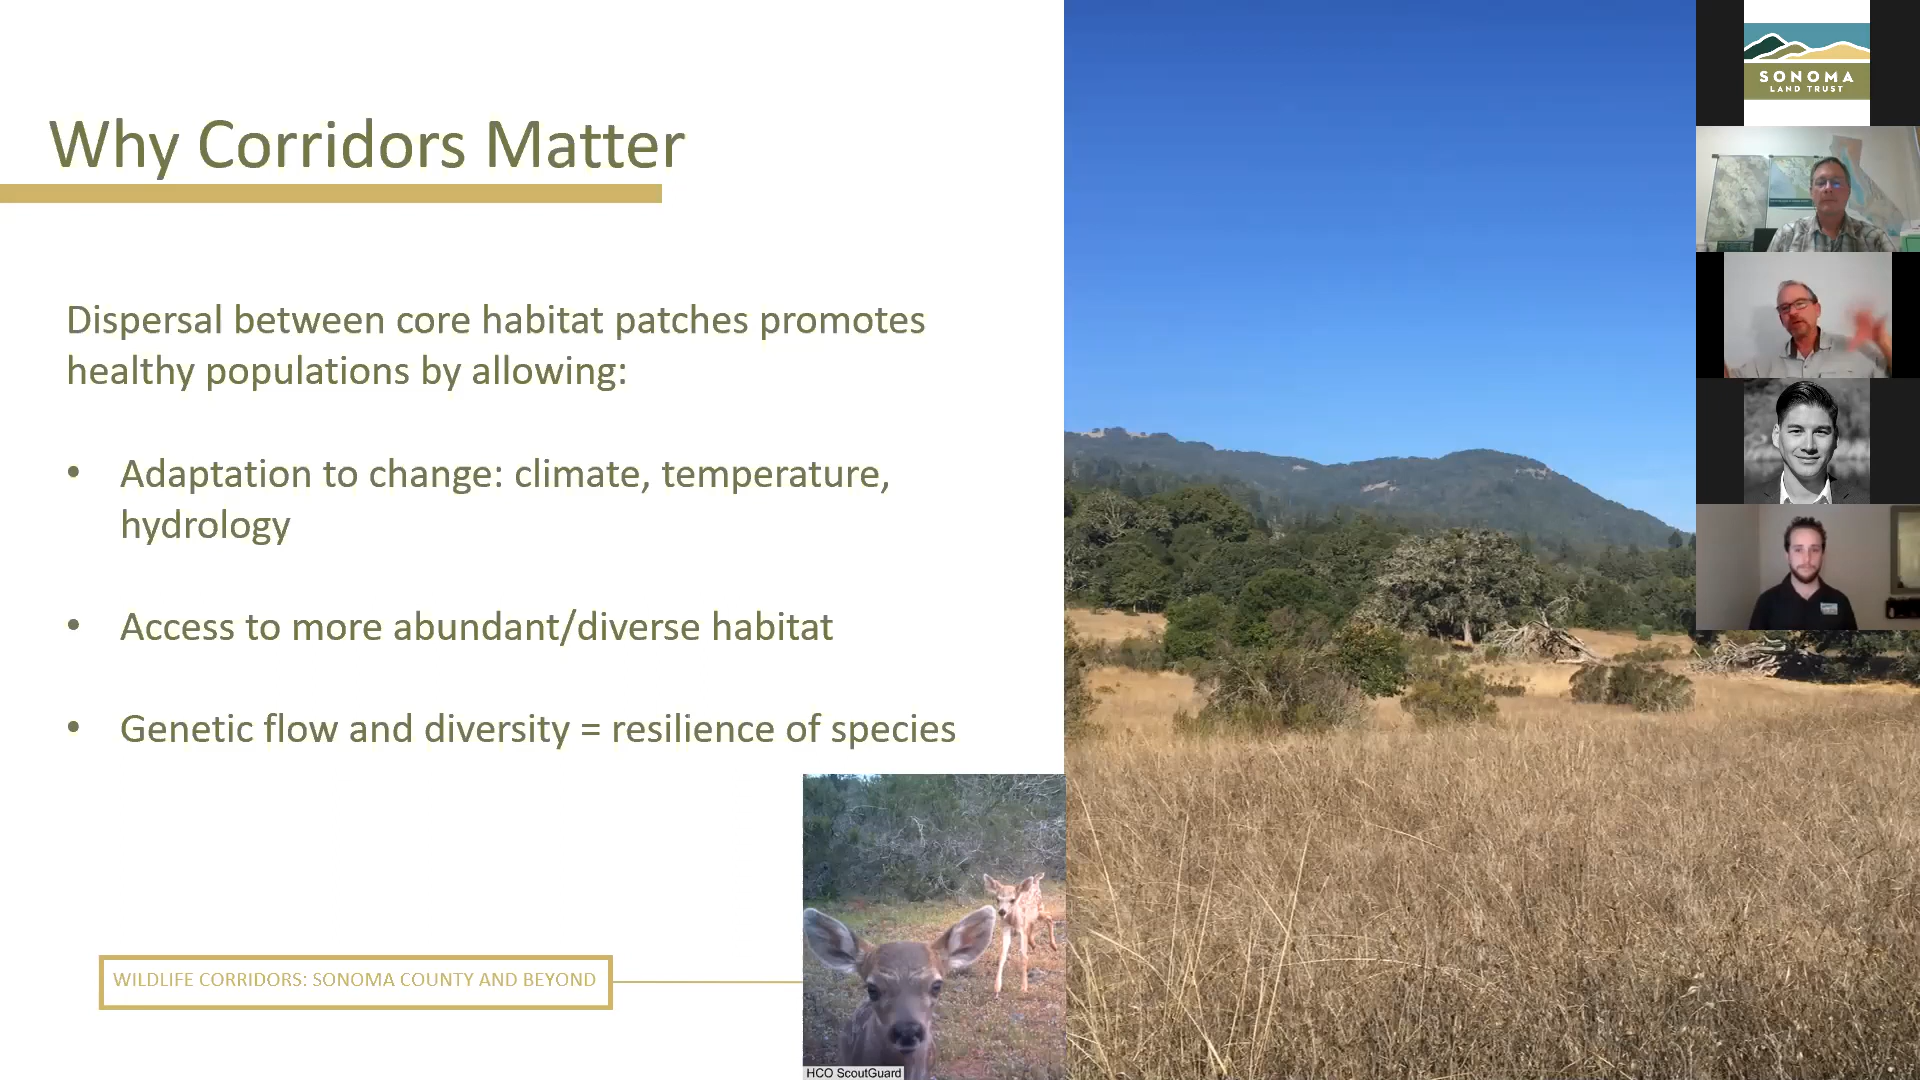 Why Corridors Matter
Dispersal between core habitat patches promotes
healthy populations by allowing:
• Adaptation to change: climate, temperature,
hydrology
• Access to more abundant/diverse habitat
• Genetic flow and diversity = resilience of species
WILDLIFE CORRIDORS: SONOMA COUNTY AND BEYOND
HCO ScoutGuard
SONOMA
LAND TRUST